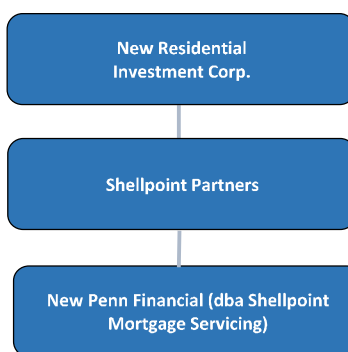 New Residential
Investment Corp.
Shellpoint Partners
New Penn Financial (dba Shellpoint
Mortgage Servicing)